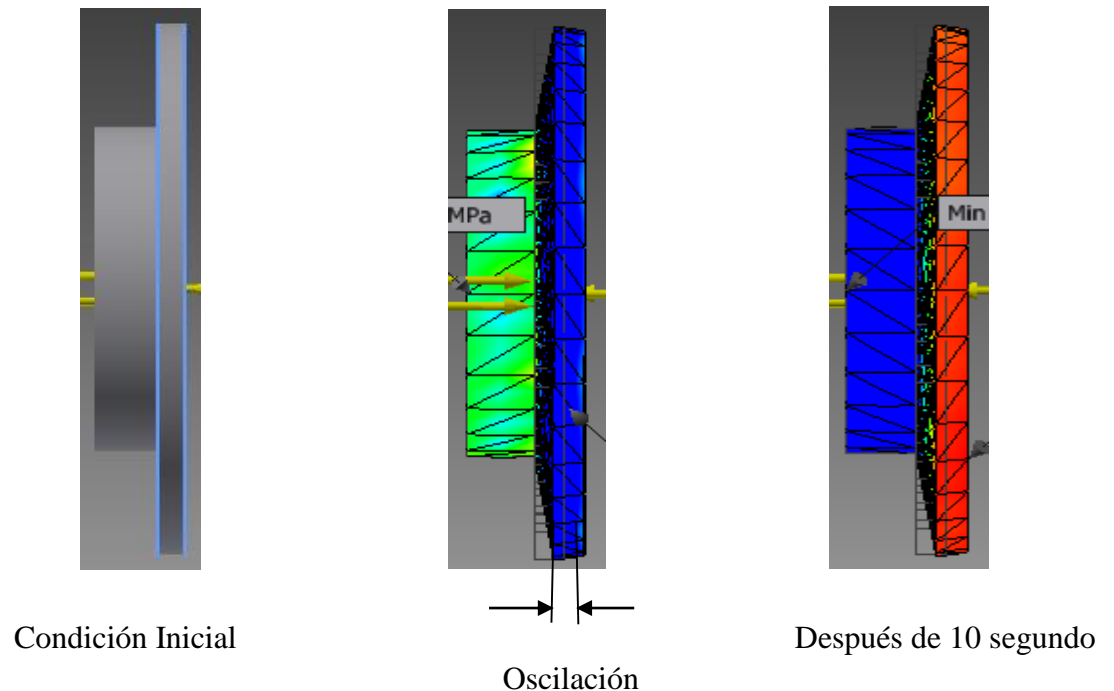 MPa
Min
Condición Inicial
Oscilación
Después de 10 segundo